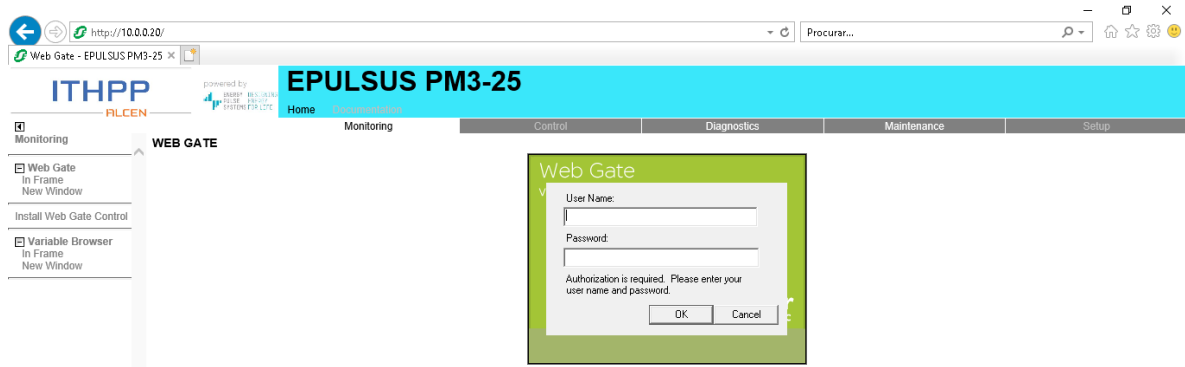 http://10.0.0.20/
Procurar...
Web Gate - EPULSUS PM3-25
ITHPP
ALCEN
powered by
EPULSUS PM3-25
Home Documentation
Monitoring Control Diagnostics Maintenance Setup
Monitoring
WEB GATE
Web Gate
In Frame
New Window
Install Web Gate Control
Variable Browser
In Frame
New Window
Web Gate
User Name:
Password:
Authorization is required. Please enter your
user name and password.
OK Cancel